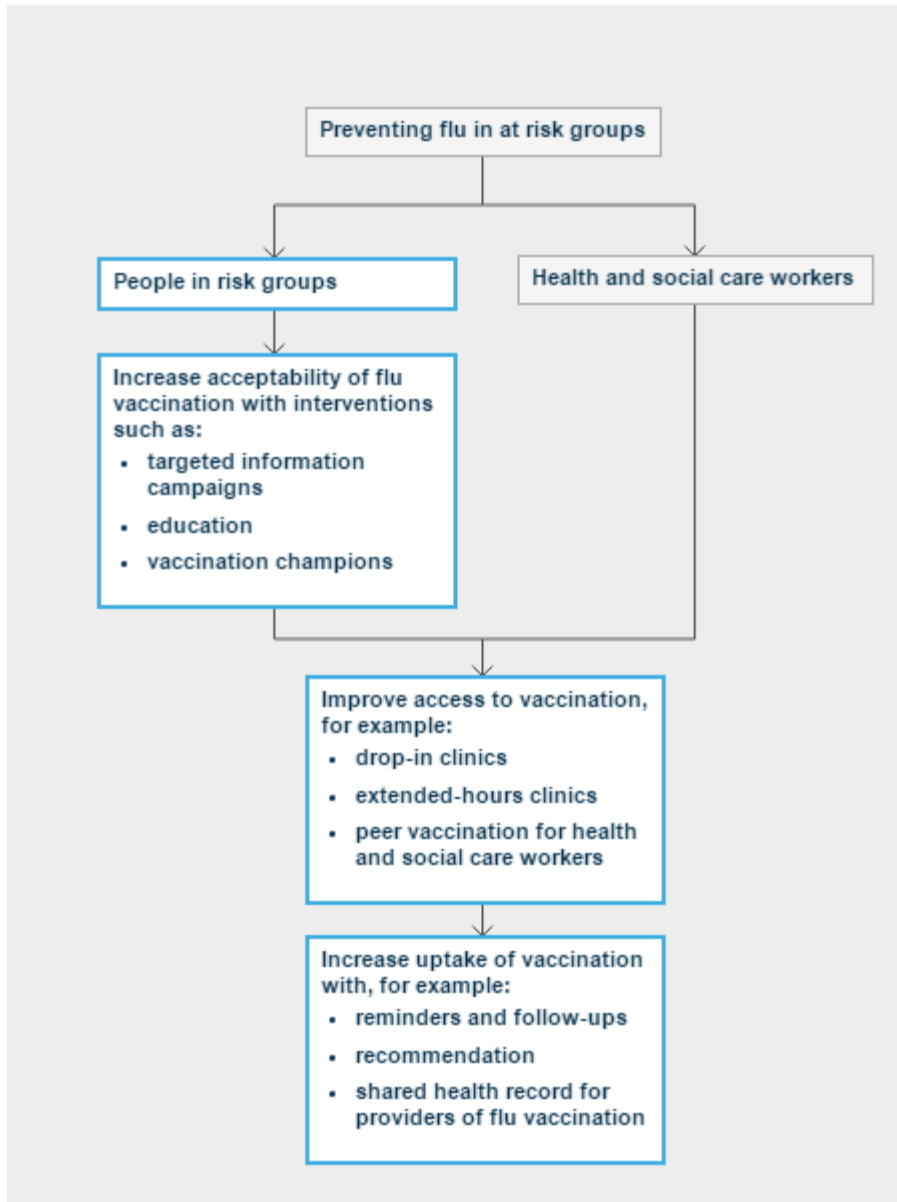 Preventing flu in at risk groups
People in risk groups
Health and social care workers
Increase acceptability of flu
vaccination with interventions
such as:
• targeted information
campaigns
• education
• vaccination champions
Improve access to vaccination,
for example:
• drop-in clinics
• extended-hours clinics
• peer vaccination for health
and social care workers
Increase uptake of vaccination
with, for example:
• reminders and follow-ups
• recommendation
• shared health record for
providers of flu vaccination